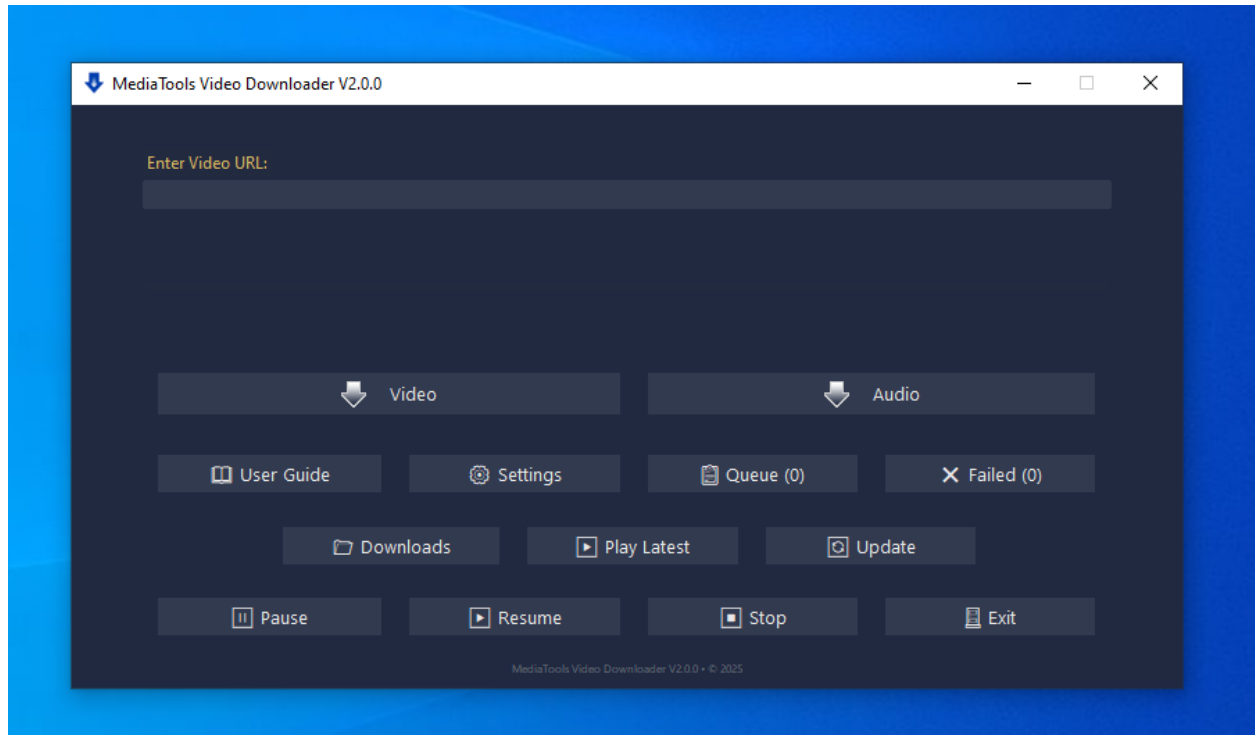 MediaTools Video Downloader V2.0.0
Enter Video URL:
Video Audio
User Guide Settings Queue (0) Failed (0)
Downloads Play Latest Update
Pause Resume Stop Exit
MediaTools Video Downloader V2.0.0 • © 2025